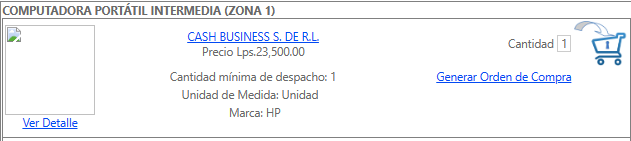 COMPUTADORA PORTÁTIL INTERMEDIA (ZONA 1)
CASH BUSINESS S. DE R.L.
Precio Lps.23,500.00
Cantidad 1
1
Cantidad mínima de despacho: 1
Generar Orden de Compra
Unidad de Medida: Unidad
Marca: HP
Ver Detalle